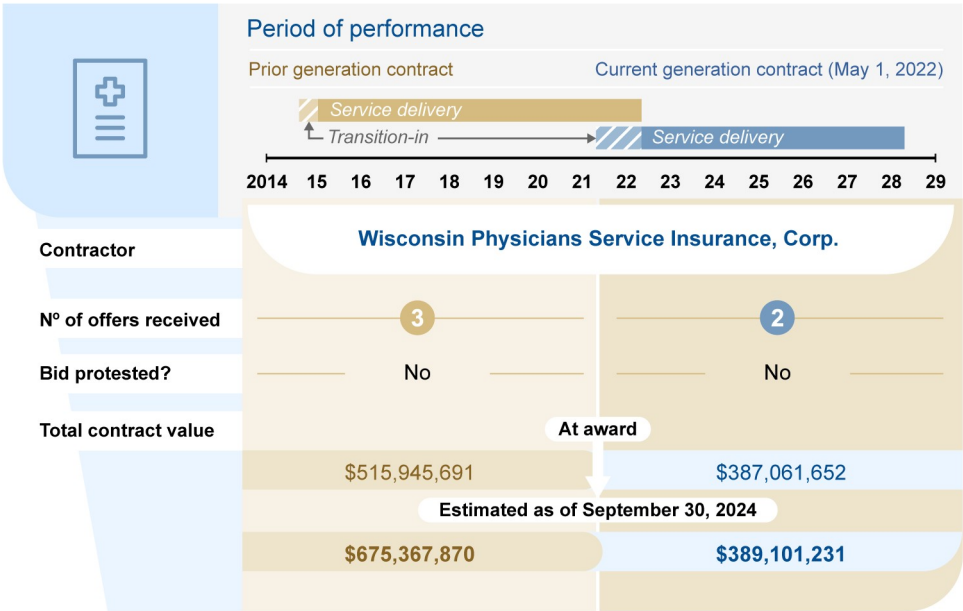 Period of performance
Prior generation contract
Current generation contract (May 1, 2022)
Service delivery
Transition-in
Service delivery
2014 15 16 17 18 19 20 21 22 23 24 25 26 27 28 29
Contractor
Wisconsin Physicians Service Insurance, Corp.
Nº of offers received
3
2
Bid protested?
No
No
Total contract value
At award
$515,945,691
$387,061,652
Estimated as of September 30, 2024
$675,367,870
$389,101,231